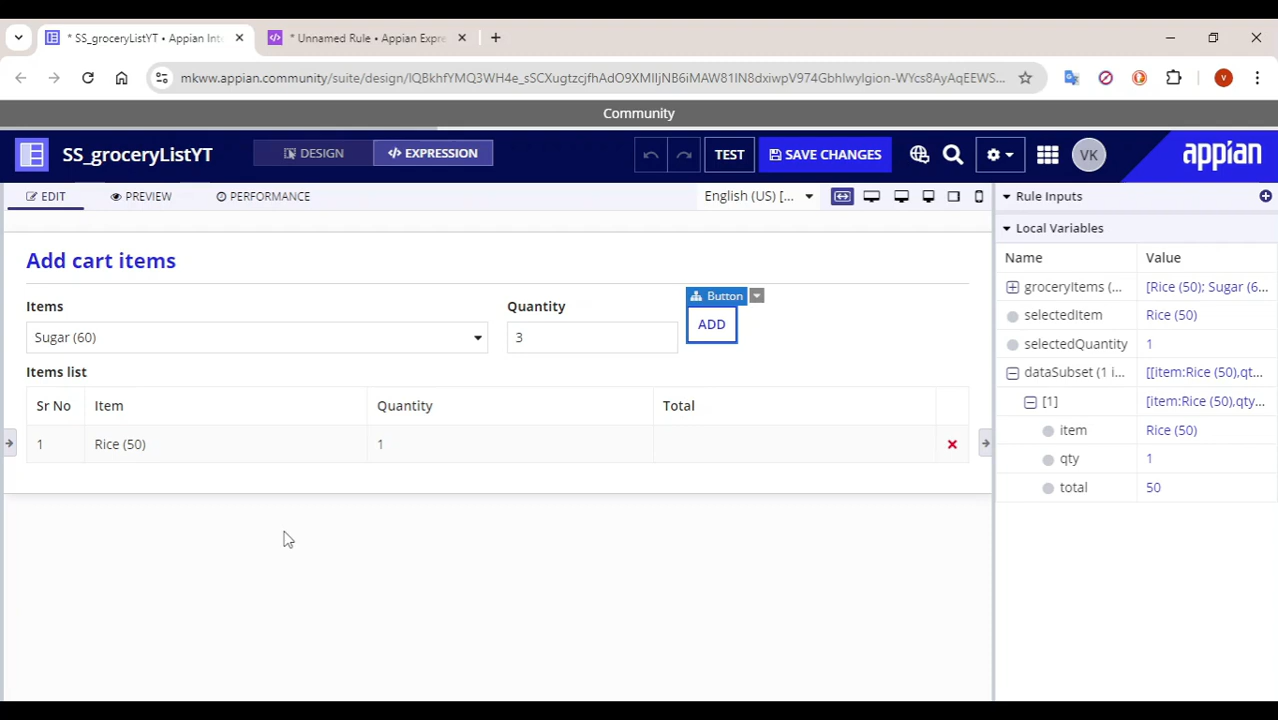 * SS_groceryListYT • Appian Inte
* Unnamed Rule • Appian Expre
mkww.appian.community/suite/design/
Community
SS_groceryListYT
DESIGN
</> EXPRESSION
TEST
SAVE CHANGES
VK
appian
EDIT
PREVIEW
PERFORMANCE
English (US) [...
Rule Inputs
Local Variables
Name
Value
Add cart items
Items
Quantity
Button
ADD
Sugar (60)
3
Items list
Sr No
Item
Quantity
Total
1
Rice (50)
1
groceryItems (...
[Rice (50); Sugar (6...
selectedItem
Rice (50)
selectedQuantity
1
dataSubset (1 i...
[[item:Rice (50),qt...
[1]
[item:Rice (50),qty...
item
Rice (50)
qty
1
total
50